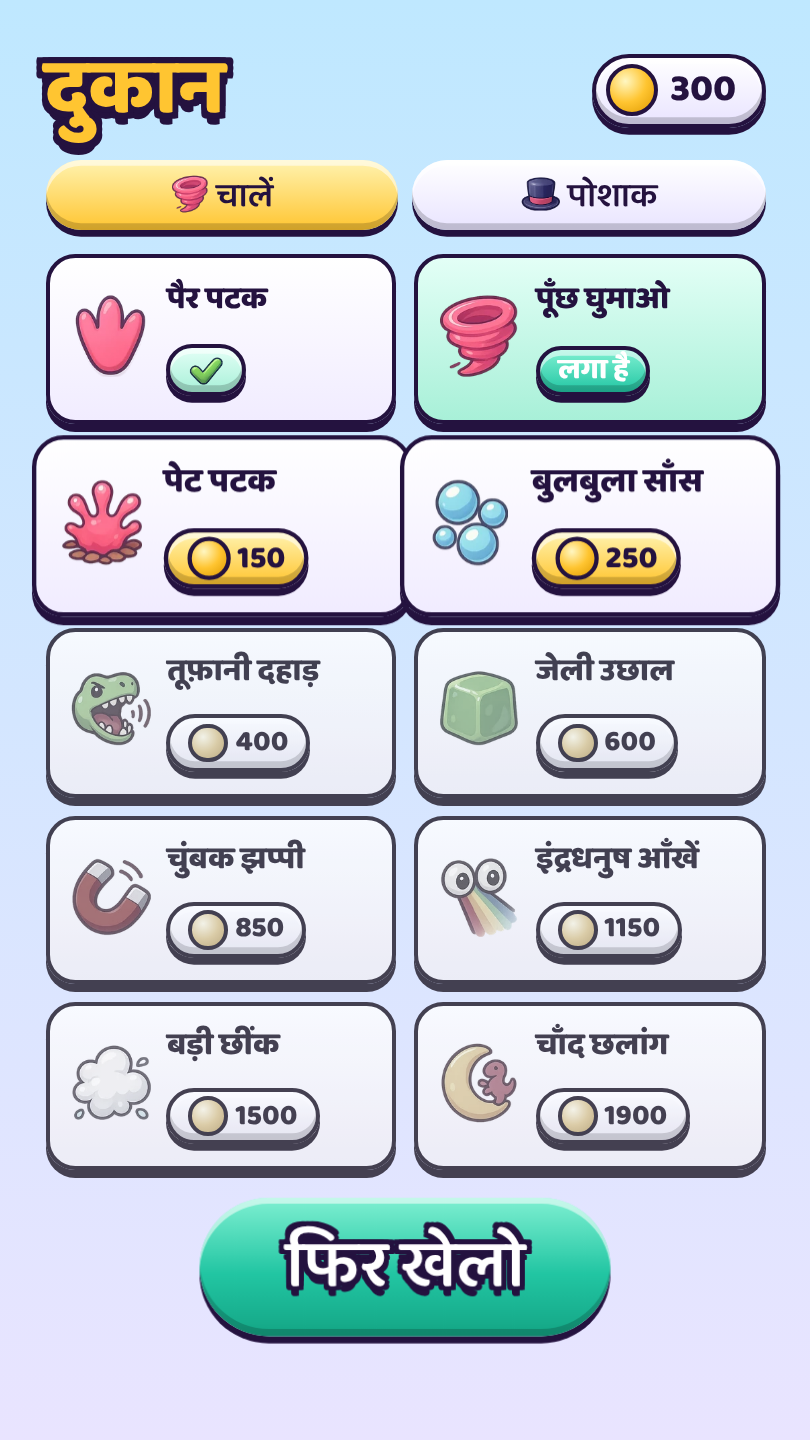 दुकान
300
चालें
पोशाक
पैर पटक
पूँछ घुमाओ
लगा है
पेट पटक
150
बुलबुला साँस
250
तूफ़ानी दहाड़
400
जेली उछाल
600
चुंबक झप्पी
850
इंद्रधनुष आँखें
1150
बड़ी छींक
1500
चाँद छलांग
1900
फिर खेलो